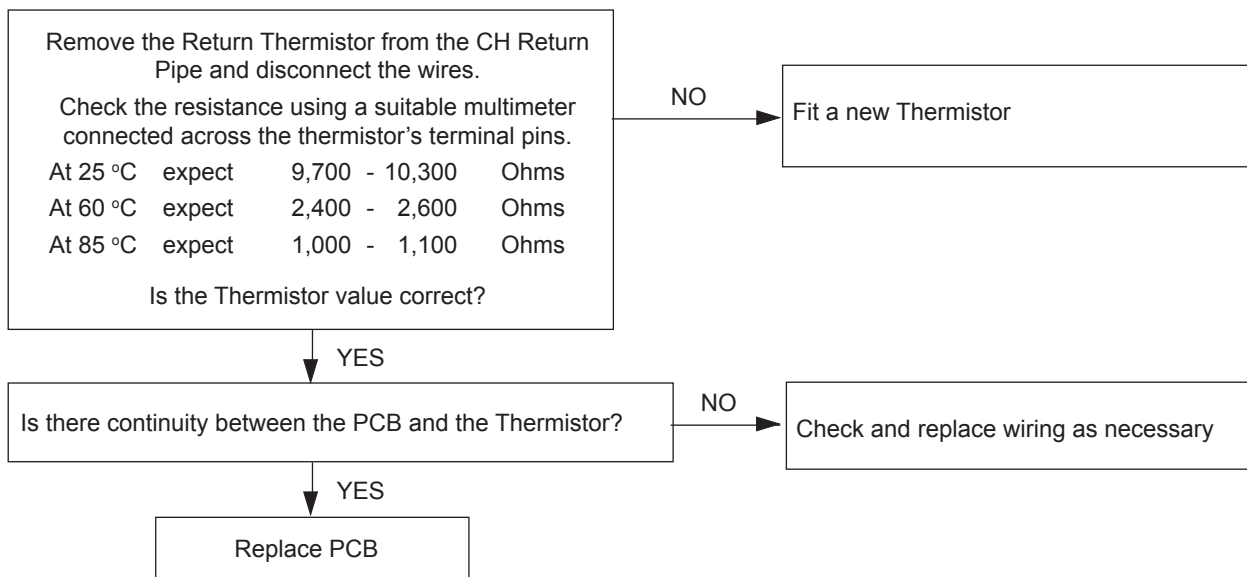 Remove the Return Thermistor from the CH Return
Pipe and disconnect the wires.
Check the resistance using a suitable multimeter
connected across the thermistor's terminal pins.
At 25 °C expect 9,700 - 10,300 Ohms
At 60 °C expect 2,400 - 2,600 Ohms
At 85 °C expect 1,000 - 1,100 Ohms
Is the Thermistor value correct?
NO
Fit a new Thermistor
YES
Is there continuity between the PCB and the Thermistor?
NO
Check and replace wiring as necessary
YES
Replace PCB